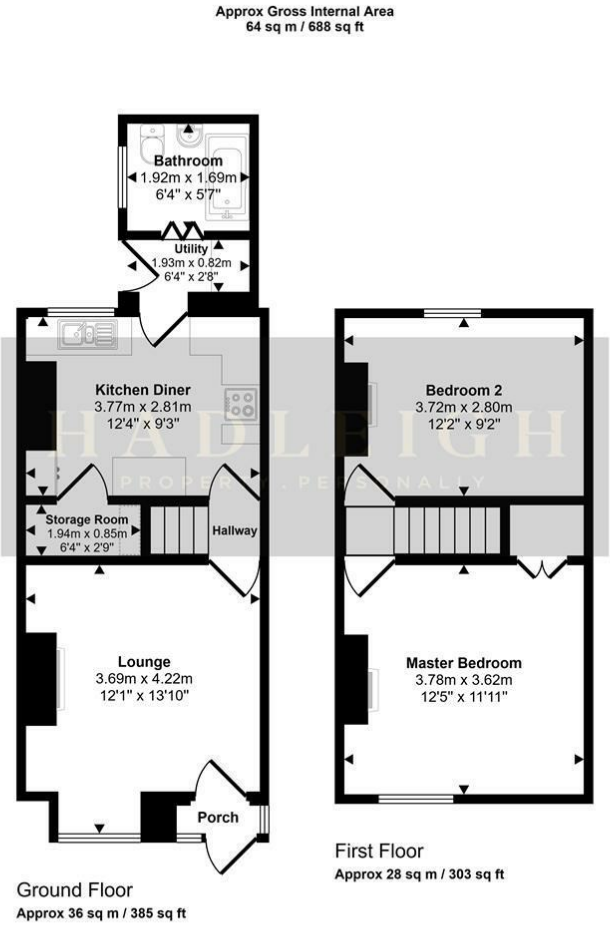 Approx Gross Internal Area
64 sq m / 688 sq ft
Bathroom
1.92m x 1.69m
6'4" x 5'7"
Utility
1.93m x 0.82m
6'4" x 2'8"
Kitchen Diner
3.77m x 2.81m
12'4" x 9'3"
Bedroom 2
3.72m x 2.80m
12'2" x 9'2"
HADLEIGH
PROPERTY. PERSONALLY
Storage Room
1.94m x 0.85m
6'4" x 2'9"
Hallway
Lounge
3.69m x 4.22m
12'1" x 13'10"
Master Bedroom
3.78m x 3.62m
12'5" x 11'11"
Porch
First Floor
Approx 28 sq m / 303 sq ft
Ground Floor
Approx 36 sq m / 385 sq ft